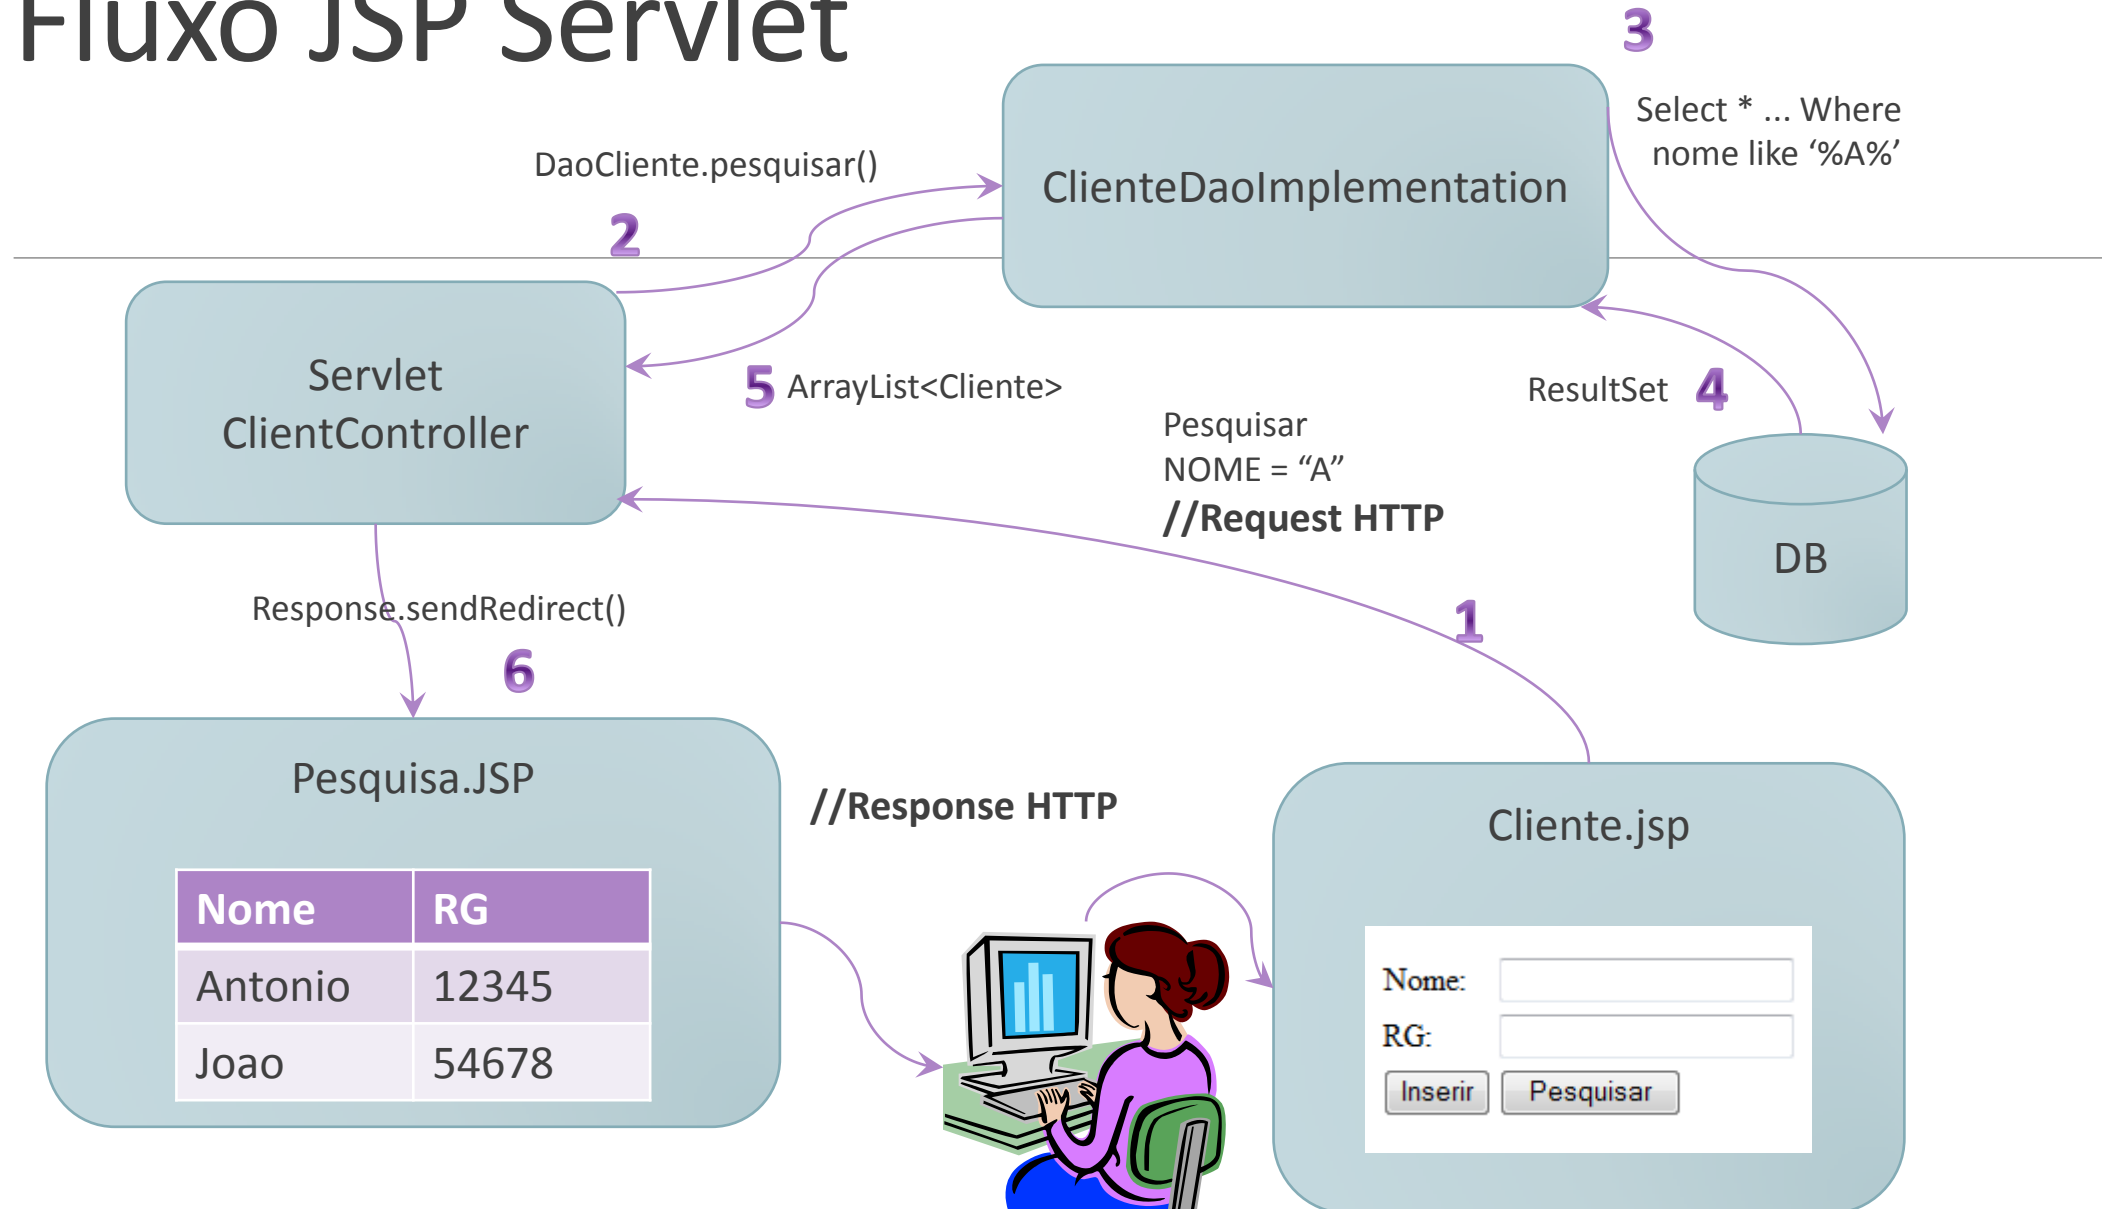 Fluxo JSP Servlet
3
Select * ... Where
nome like ‘%A%’
DaoCliente.pesquisar()
ClienteDaoImplementation
2
Servlet
ClientController
5 ArrayList<Cliente>
ResultSet 4
Pesquisar
NOME = “A”
//Request HTTP
DB
Response.sendRedirect()
1
6
Pesquisa.JSP
//Response HTTP
Cliente.jsp
Nome RG
Antonio 12345
Joao 54678
Nome:
RG:
Inserir Pesquisar